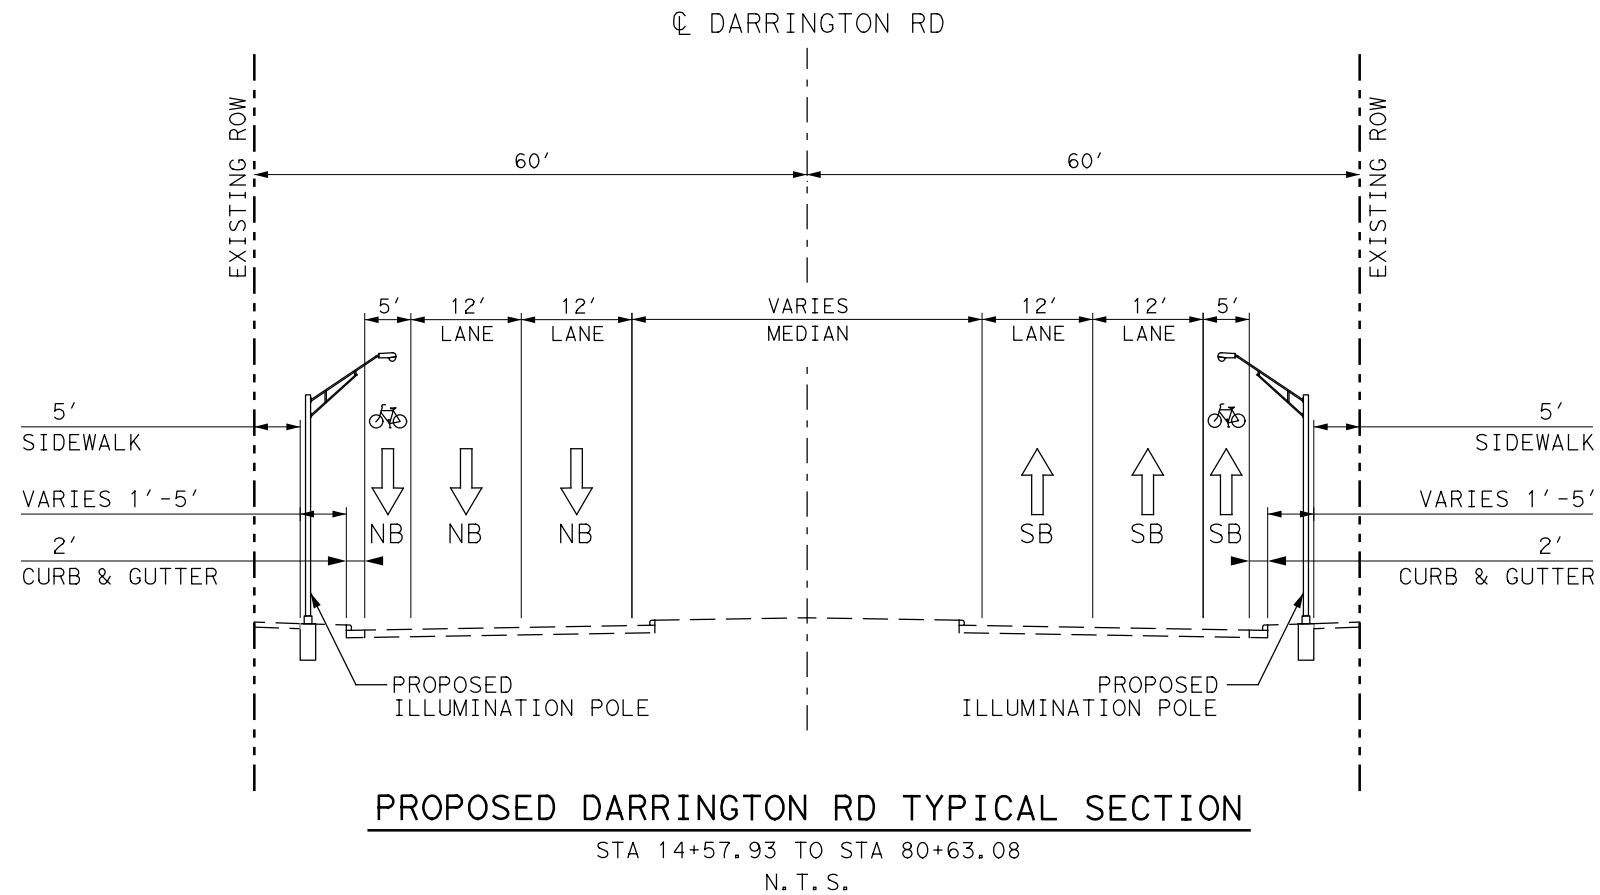 ℄ DARRINGTON RD
EXISTING ROW
EXISTING ROW
60'
60'
5'
12'
LANE
12'
LANE
VARIES
MEDIAN
12'
LANE
12'
LANE
5'
5'
SIDEWALK
VARIES 1'-5'
2'
CURB & GUTTER
5'
SIDEWALK
VARIES 1'-5'
2'
CURB & GUTTER
NB
NB
NB
SB
SB
SB
PROPOSED
ILLUMINATION POLE
PROPOSED
ILLUMINATION POLE
PROPOSED DARRINGTON RD TYPICAL SECTION
STA 14+57.93 TO STA 80+63.08
N.T.S.